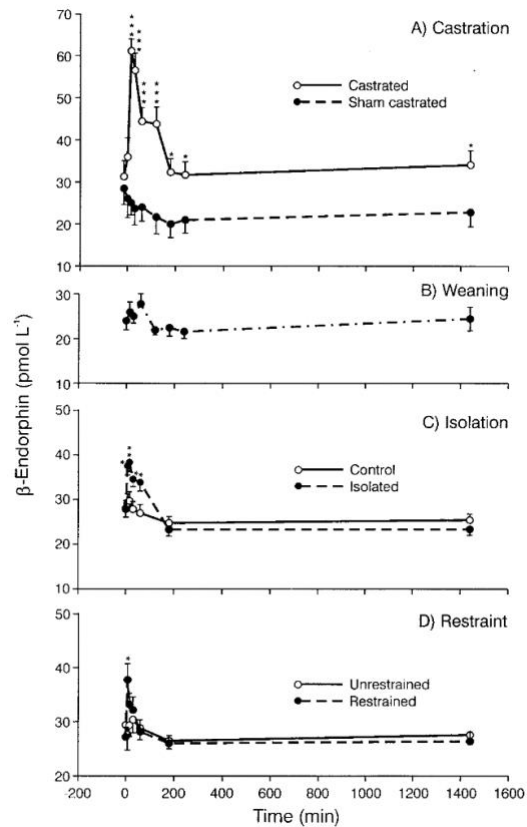 A) Castration
70
60
50
40
30
20
10
Castrated
Sham castrated
B) Weaning
30
20
10
β-Endorphin (pmol L⁻¹)
C) Isolation
50
40
30
20
10
Control
Isolated
D) Restraint
50
40
30
20
Unrestrained
Restrained
-200 0 200 400 600 800 1000 1200 1400 1600
Time (min)